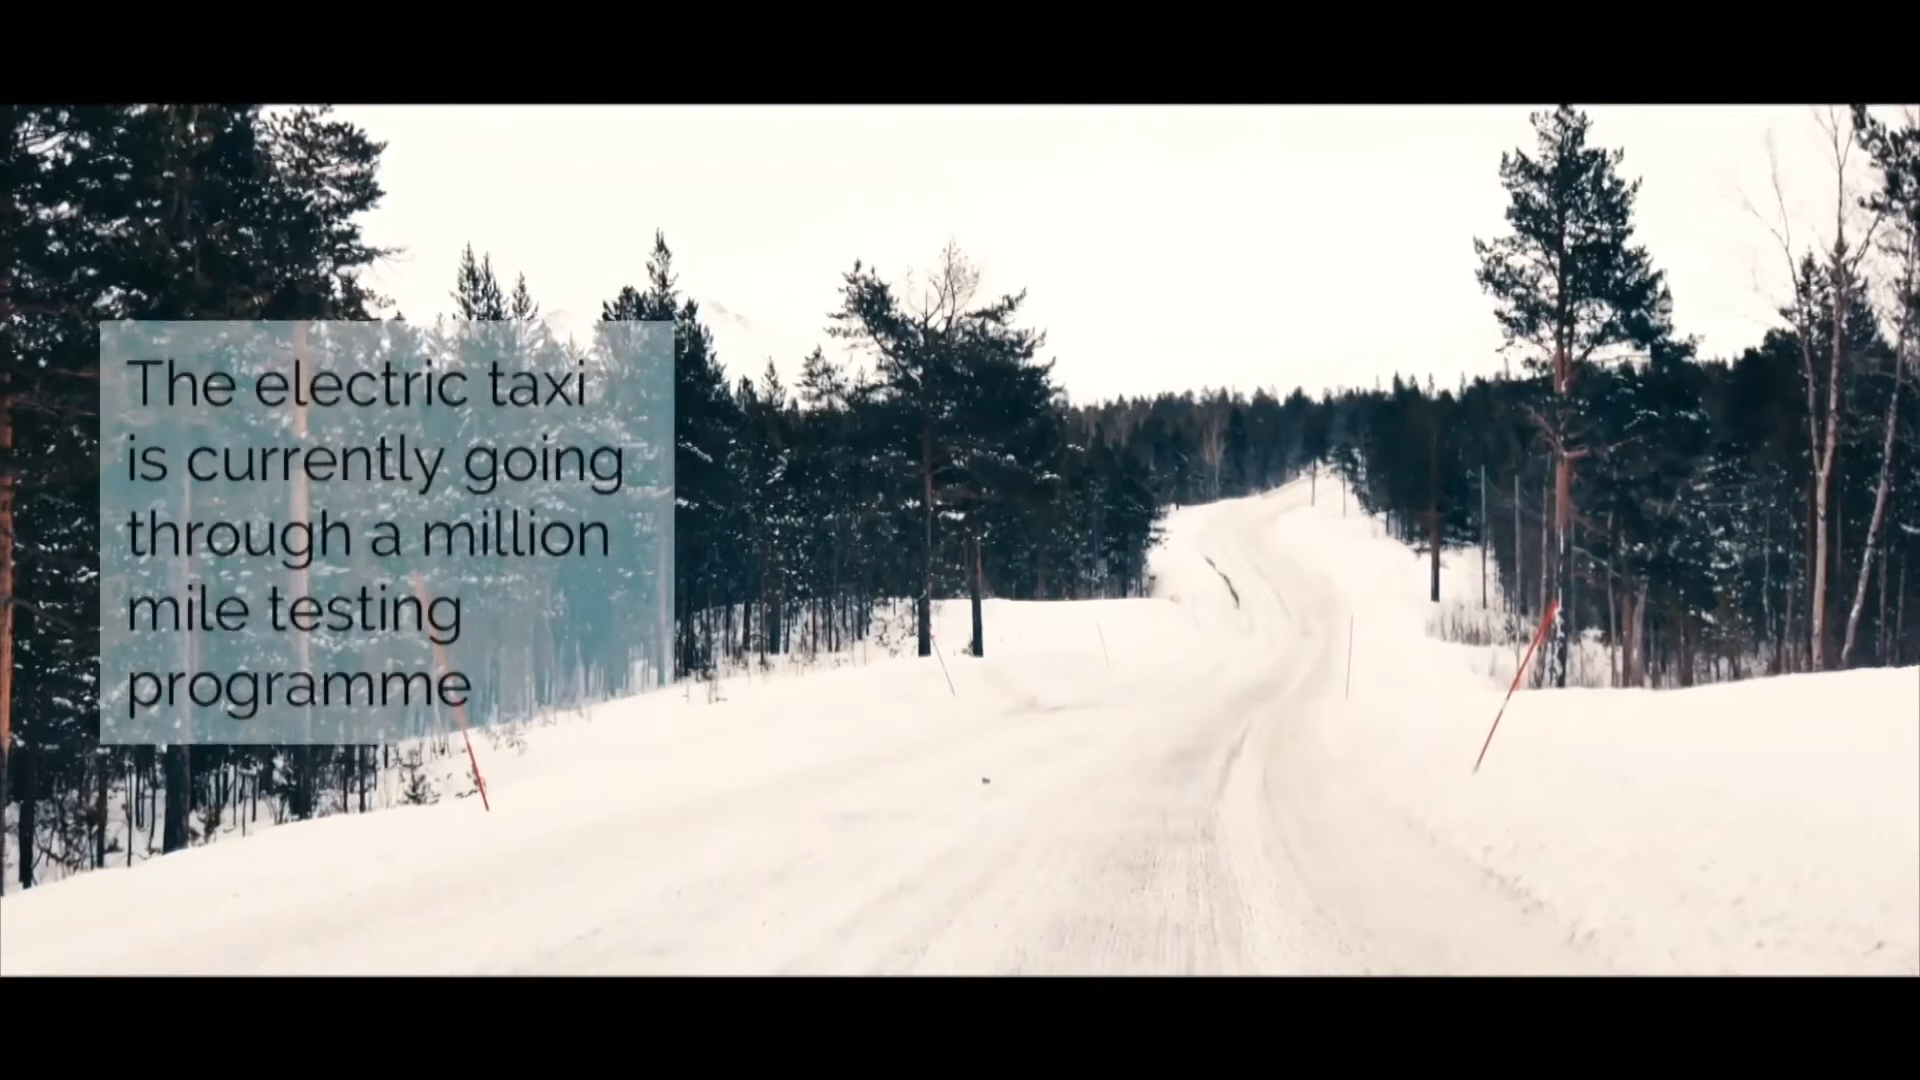 The electric taxi
is currently going
through a million
mile testing
programme